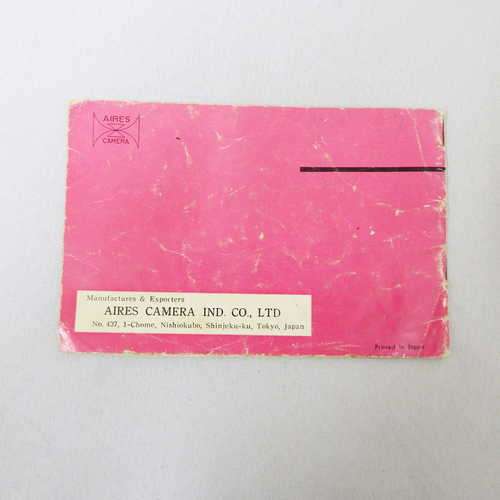 AIRES
CAMERA
Manufactures & Exporters
AIRES CAMERA IND. CO., LTD
No. 427, 1-Chome, Nishiokubo, Shinjuku-ku, Tokyo, Japan
Printed in Japan